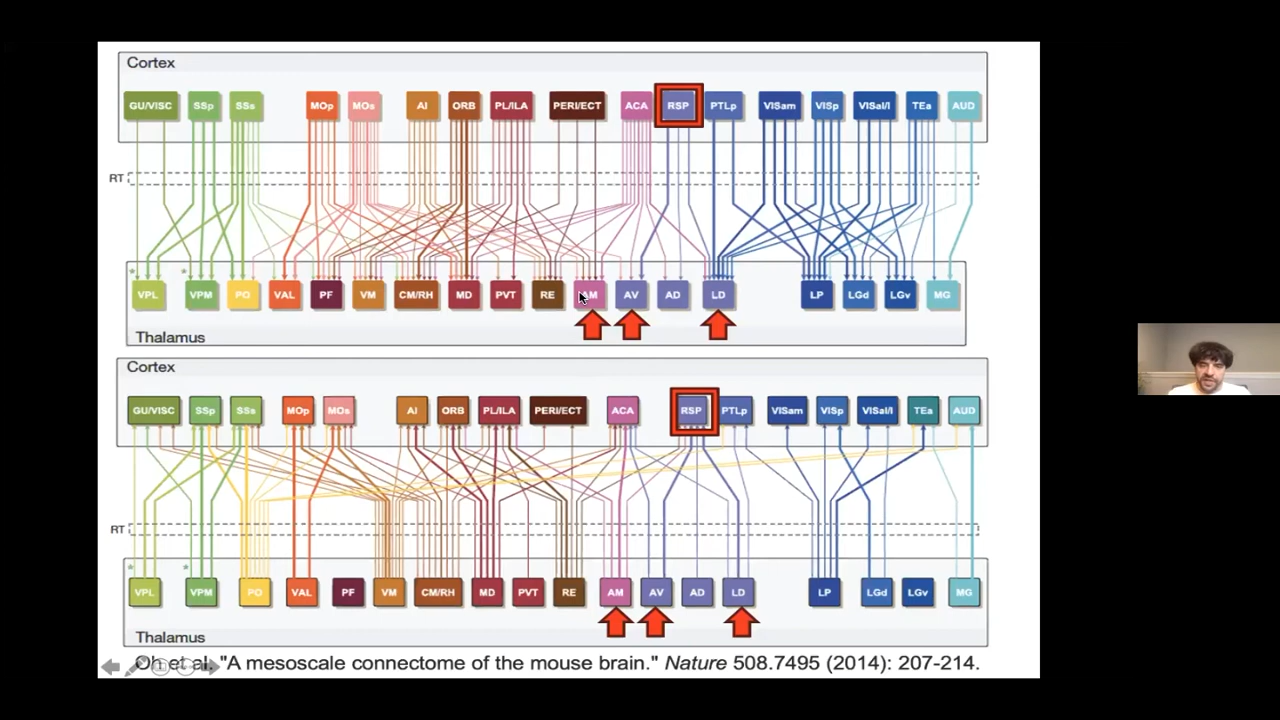 Cortex
GU/VISC SSp SSs MOp MOs AI ORB PL/ILA PERI/ECT ACA RSP PTLp VISam VISp VISal/l TEa AUD
RT
VPL VPM PO VAL PF VM CM/RH MD PVT RE AM AV AD LD LP LGd LGv MG
Thalamus
Cortex
GU/VISC SSp SSs MOp MOs AI ORB PL/ILA PERI/ECT ACA RSP PTLp VISam VISp VISal/l TEa AUD
RT
VPL VPM PO VAL PF VM CM/RH MD PVT RE AM AV AD LD LP LGd LGv MG
Thalamus
Oh et al. "A mesoscale connectome of the mouse brain." Nature 508.7495 (2014): 207-214.